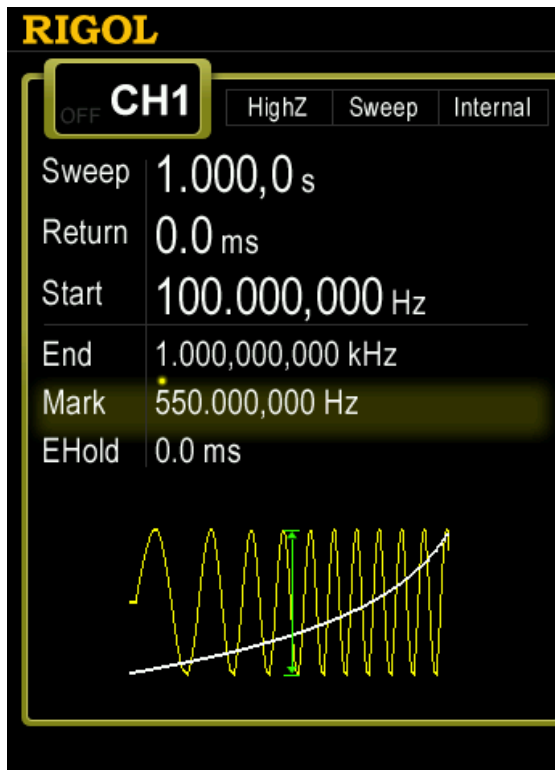 RIGOL
OFF CH1 HighZ Sweep Internal
Sweep 1.000,0 s
Return 0.0 ms
Start 100.000,000 Hz
End 1.000,000,000 kHz
Mark 550.000,000 Hz
EHold 0.0 ms